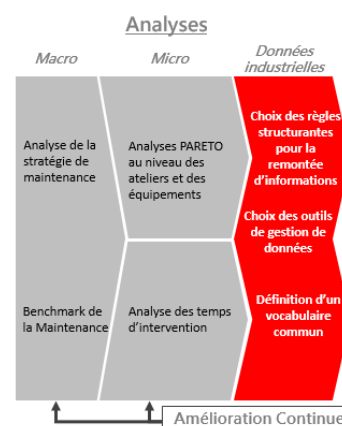 Analyses
Macro
Micro
Données
industrielles
Analyse de la
stratégie de
maintenance
Analyses PARETO
au niveau des
ateliers et des
équipements
Choix des règles
structurantes
pour la
remontée
d'informations
Choix des outils
de gestion de
données
Benchmark de
la Maintenance
Analyse des temps
d'intervention
Définition d'un
vocabulaire
commun
Amélioration Continue